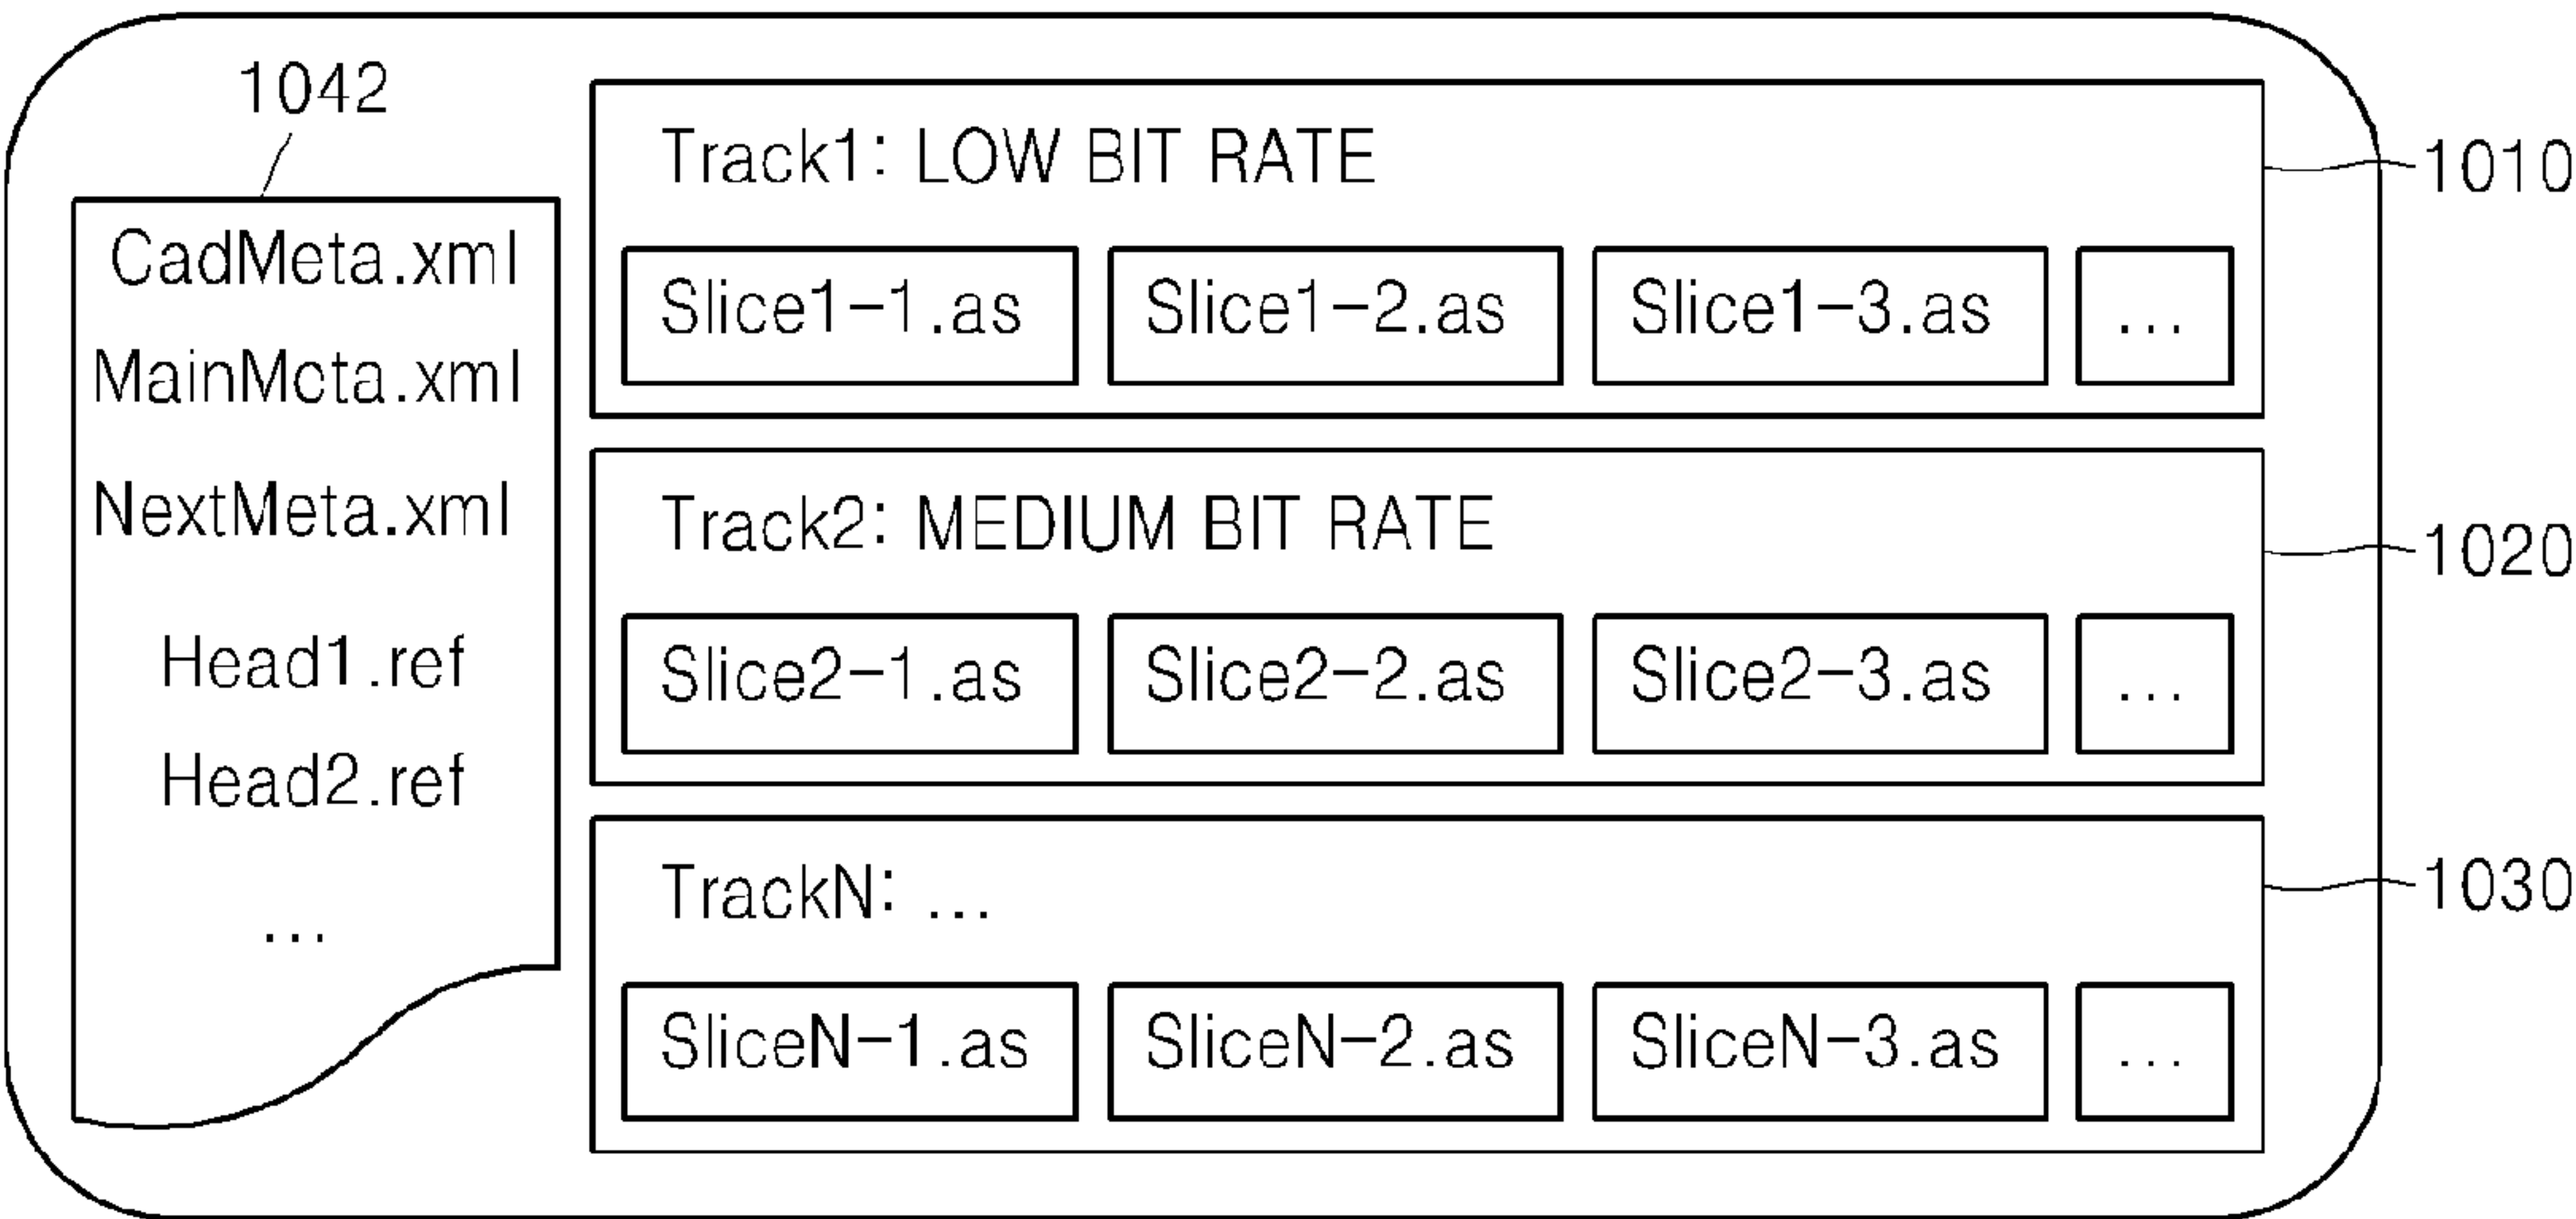 1042
CadMeta.xml
MainMcta.xml
NextMeta.xml
Head1.ref
Head2.ref
...
Track1: LOW BIT RATE
1010
Slice1-1.as
Slice1-2.as
Slice1-3.as
...
Track2: MEDIUM BIT RATE
1020
Slice2-1.as
Slice2-2.as
Slice2-3.as
...
TrackN: ...
1030
SliceN-1.as
SliceN-2.as
SliceN-3.as
...